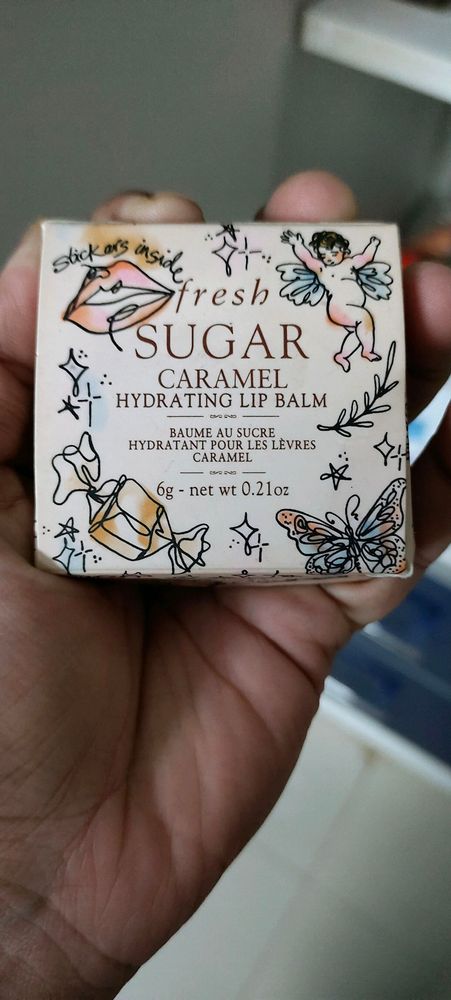 stickers inside
fresh
SUGAR
CARAMEL
HYDRATING LIP BALM
BAUME AU SUCRE
HYDRATANT POUR LES LÈVRES
CARAMEL
6g - net wt 0.21oz